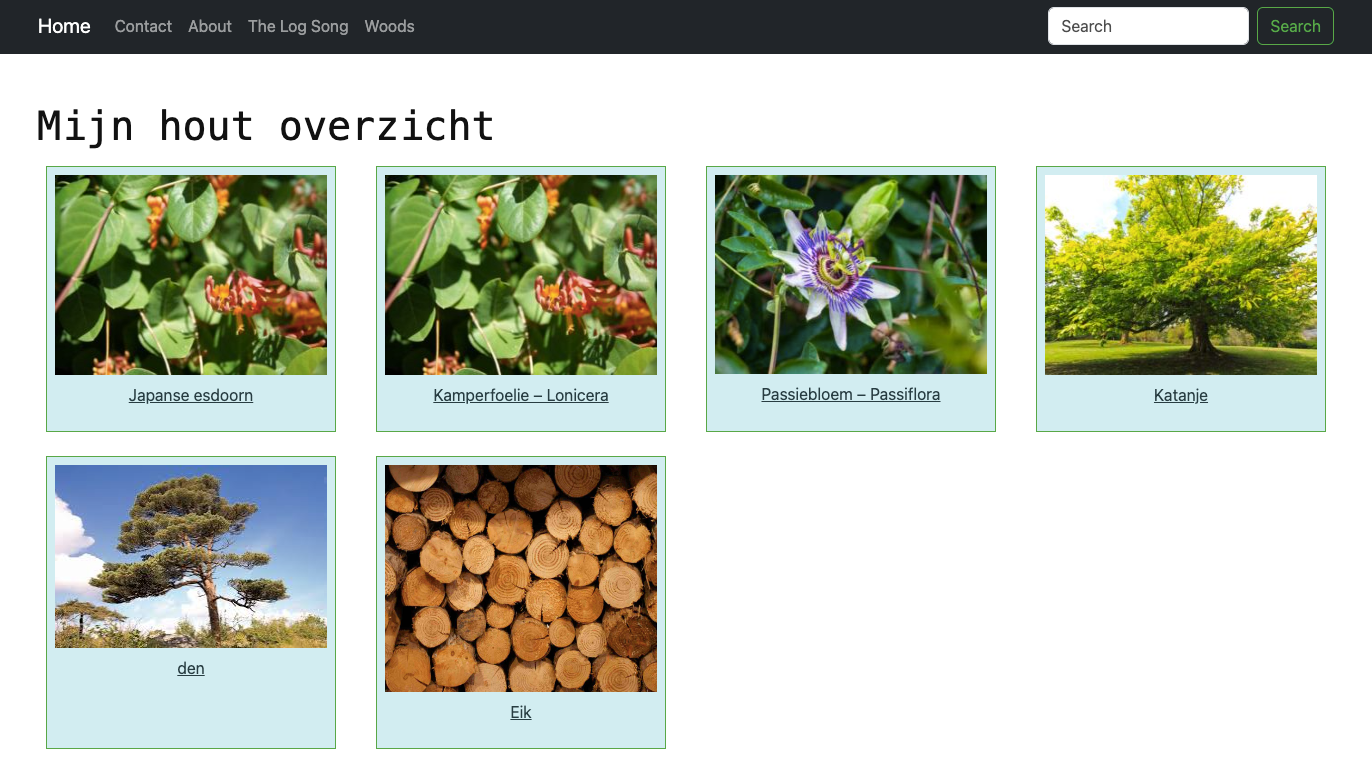 Home Contact About The Log Song Woods Search Search
Mijn hout overzicht
Japanse esdoorn
Kamperfoelie – Lonicera
Passiebloem – Passiflora
Katanje
den
Eik